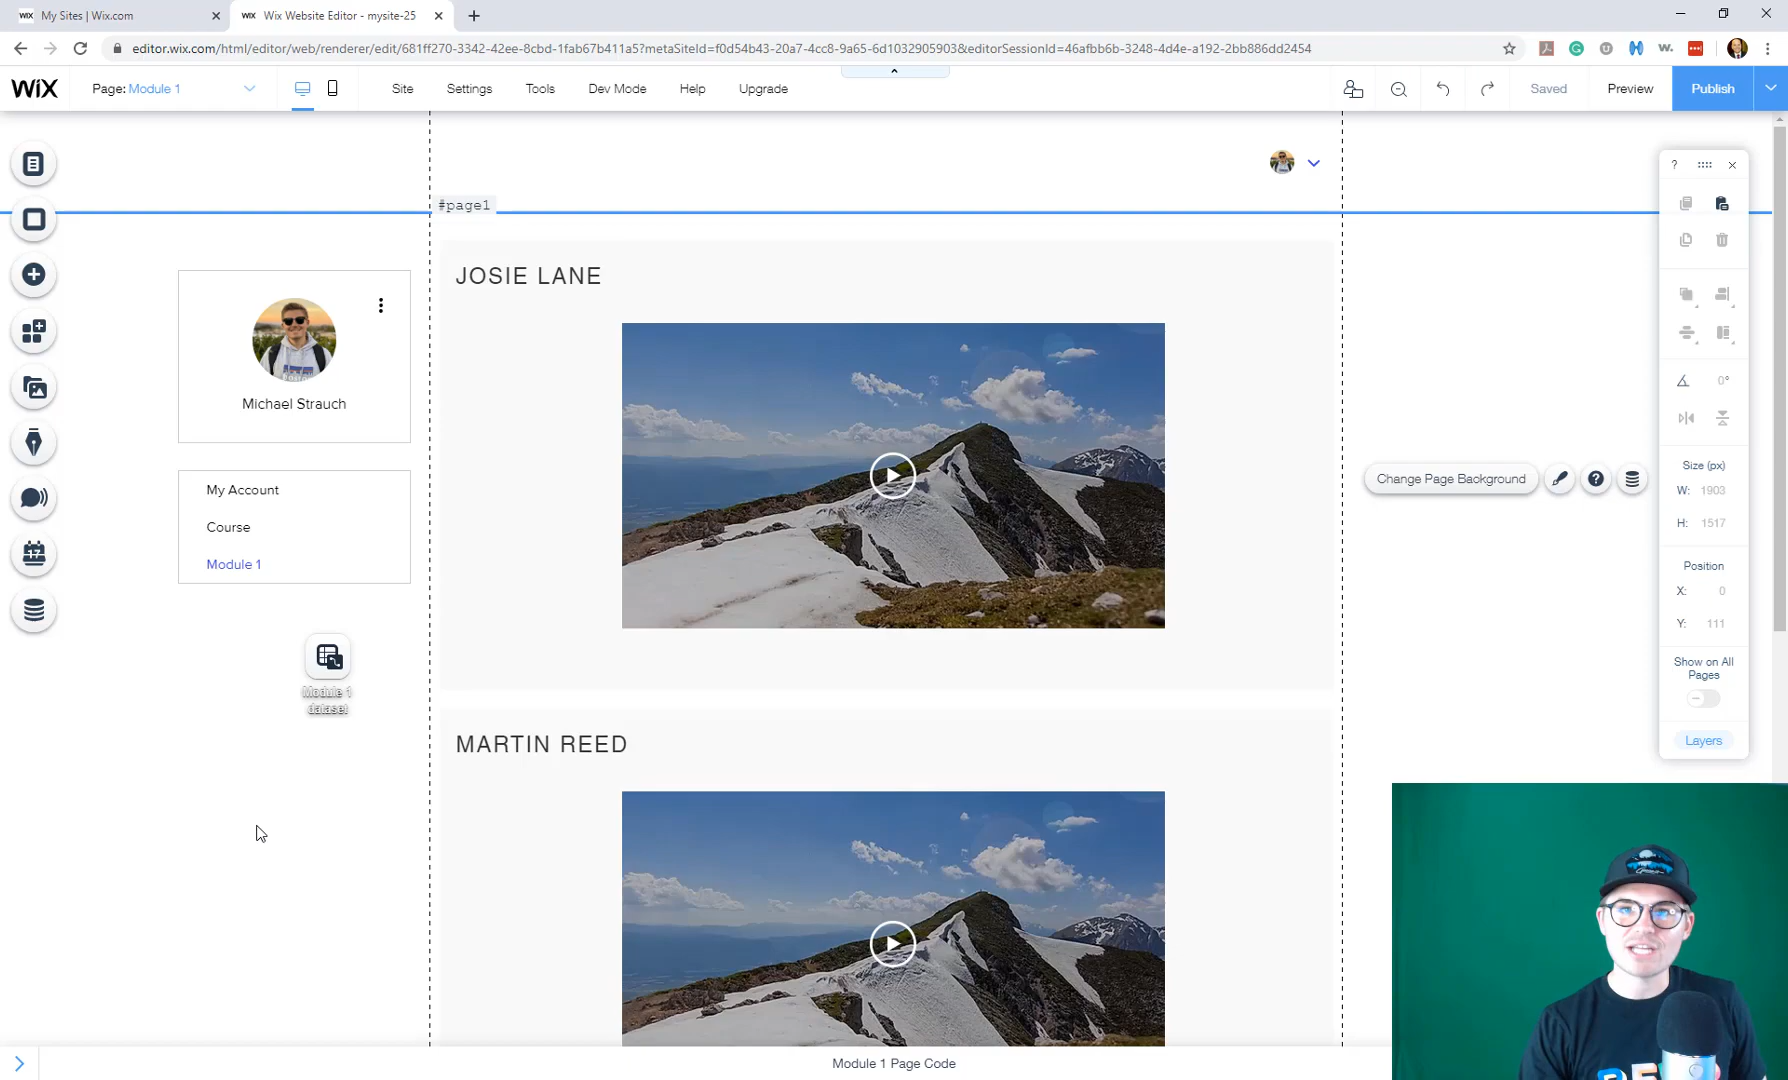 WiX My Sites | Wix.com
WiX Wix Website Editor - mysite-25
editor.wix.com/html/editor/web/renderer/edit/681ff270-3342-42ee-8cbd-1fab67b411a5?metaSiteId=f0d54b43-20a7-4cc8-9a65-6d1032905903&editorSessionId=46afbb6b-3248-4d4e-a192-2bb886dd2454
WiX Page: Module 1 Site Settings Tools Dev Mode Help Upgrade Saved Preview Publish
#page1
JOSIE LANE
Michael Strauch
My Account
Course
Module 1
Module 1
dataset
MARTIN REED
Change Page Background
0°
Size (px)
W: 1903
H: 1517
Position
X: 0
Y: 111
Show on All
Pages
Layers
17
Module 1 Page Code